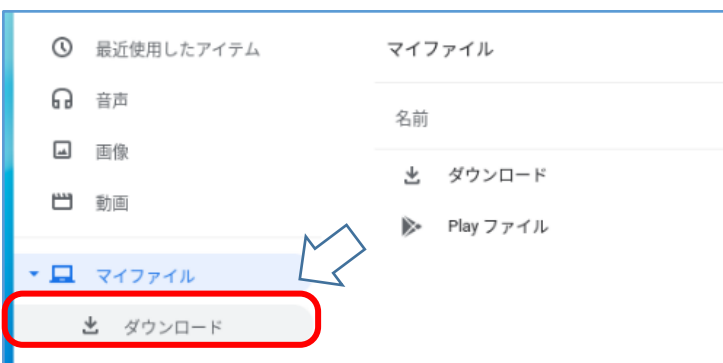 最近使用したアイテム
音声
画像
動画
マイファイル
ダウンロード
マイファイル
名前
ダウンロード
Play ファイル